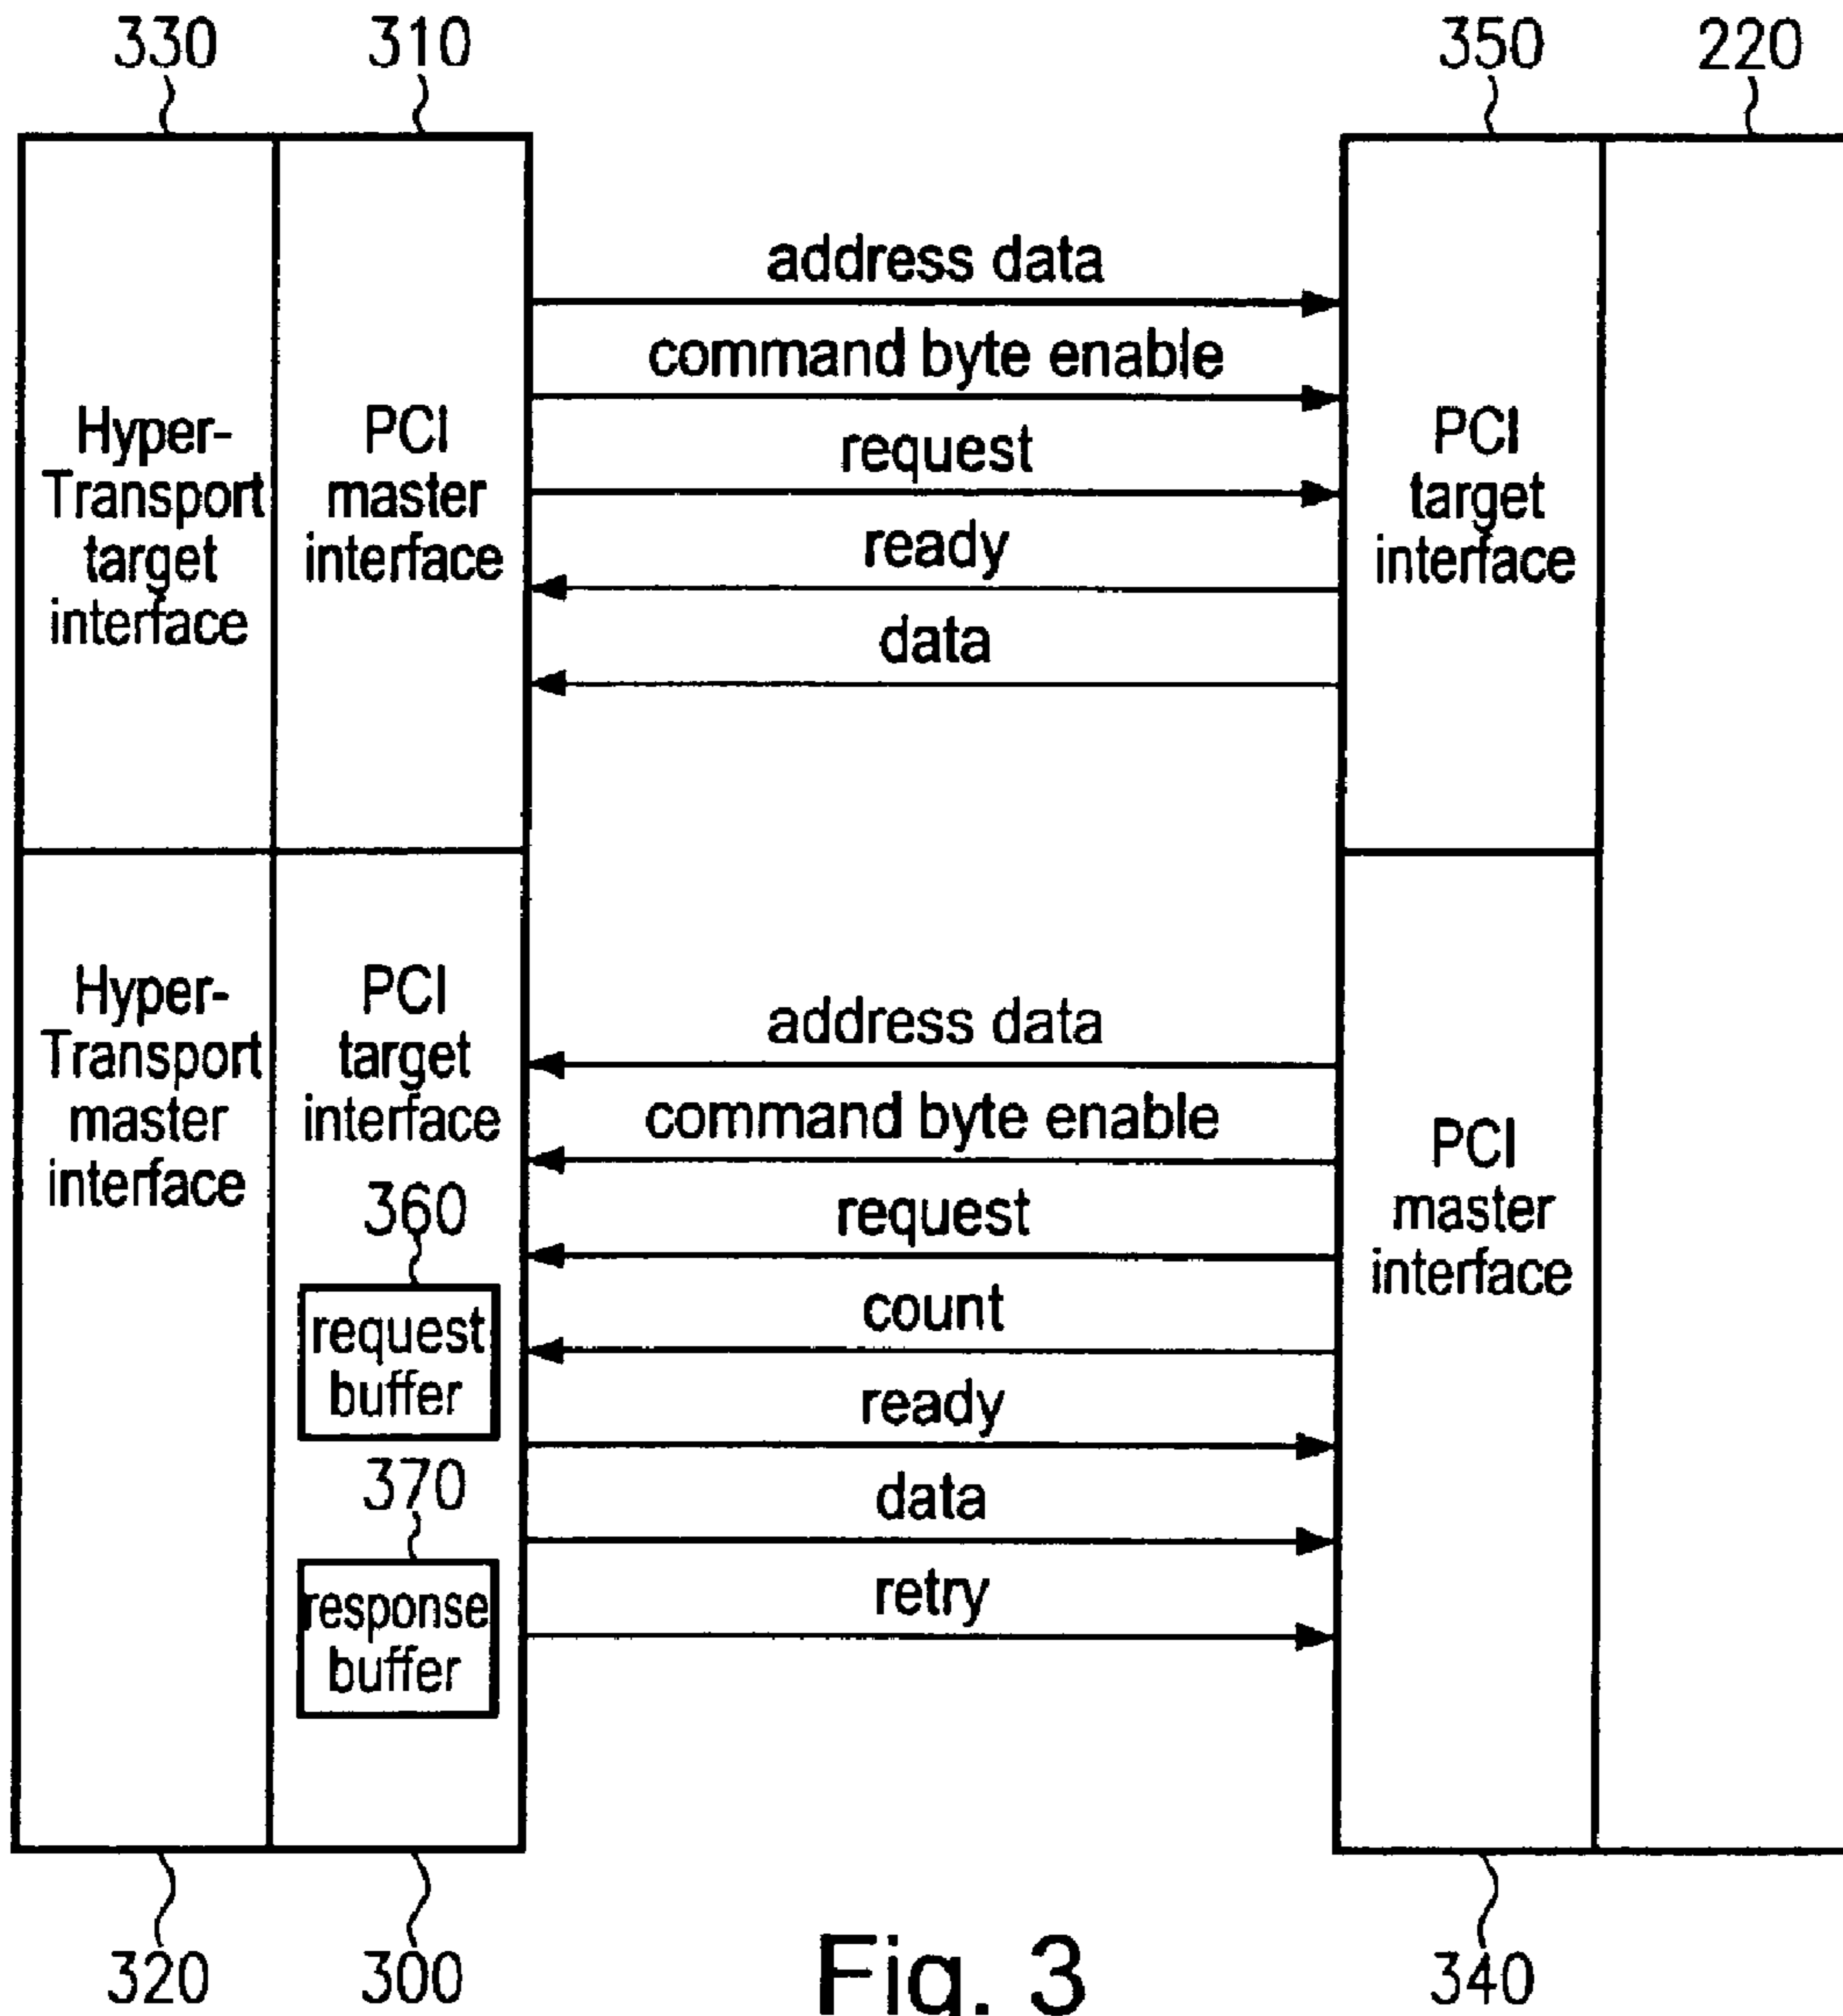 330
310
350
220
address data
command byte enable
request
ready
data
Hyper-
Transport
target
interface
PCI
master
interface
PCI
target
interface
Hyper-
Transport
master
interface
PCI
target
interface
360
request
buffer
370
response
buffer
address data
command byte enable
request
count
ready
data
retry
PCI
master
interface
320
300
340
Fig. 3